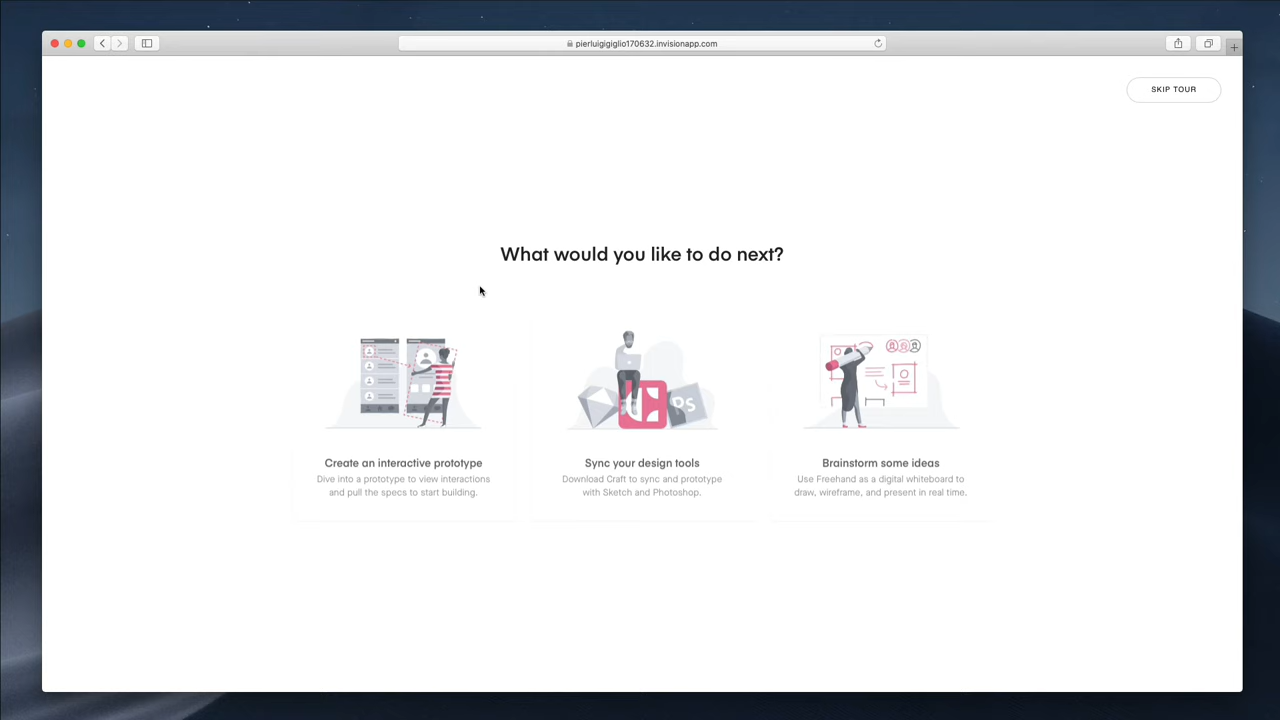 pierluigigiglio170632.invisionapp.com
SKIP TOUR
What would you like to do next?
Ps
Create an interactive prototype
Dive into a prototype to view interactions
and pull the specs to start building.
Sync your design tools
Download Craft to sync and prototype
with Sketch and Photoshop.
Brainstorm some ideas
Use Freehand as a digital whiteboard to
draw, wireframe, and present in real time.